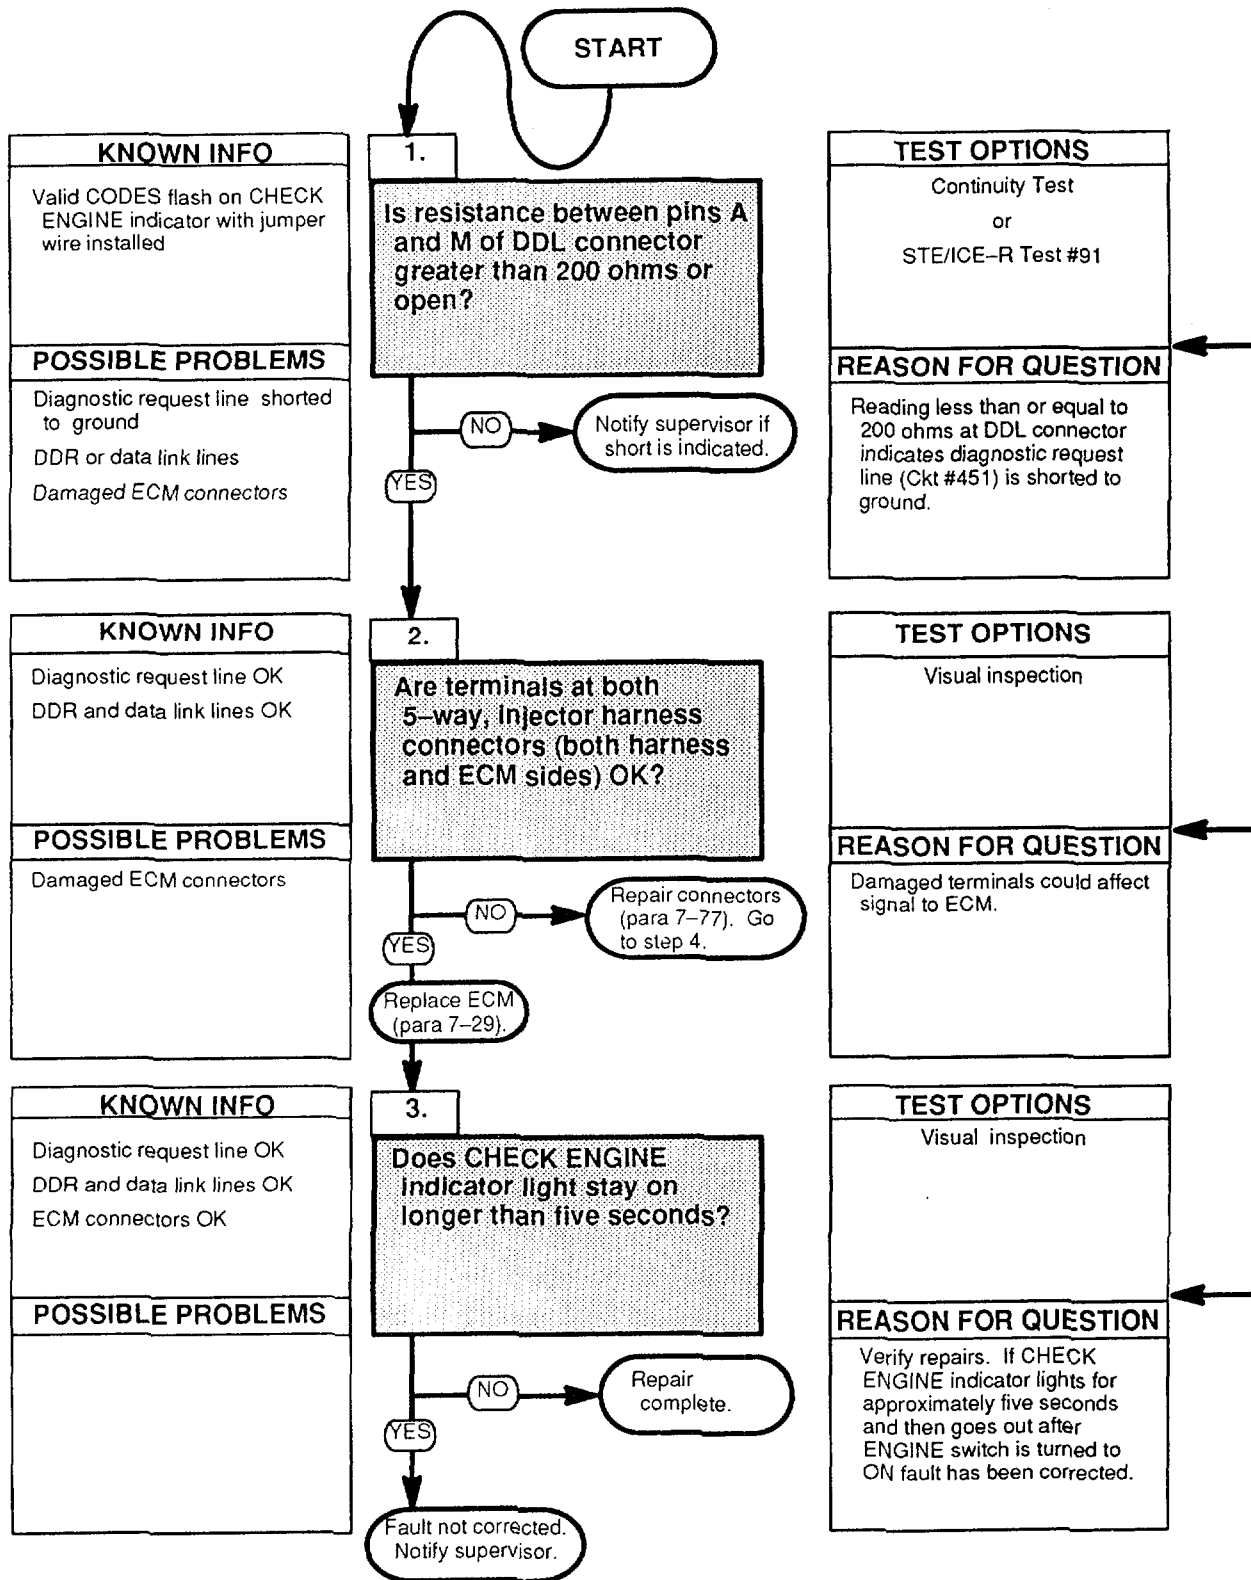 START
KNOWN INFO
Valid CODES flash on CHECK
ENGINE indicator with jumper
wire installed
POSSIBLE PROBLEMS
Diagnostic request line shorted
to ground
DDR or data link lines
Damaged ECM connectors
1.
Is resistance between pins A
and M of DDL connector
greater than 200 ohms or
open?
NO
Notify supervisor if
short is indicated.
YES
TEST OPTIONS
Continuity Test
or
STE/ICE–R Test #91
REASON FOR QUESTION
Reading less than or equal to
200 ohms at DDL connector
indicates diagnostic request
line (Ckt #451) is shorted to
ground.
KNOWN INFO
Diagnostic request line OK
DDR and data link lines OK
POSSIBLE PROBLEMS
Damaged ECM connectors
2.
Are terminals at both
5–way, injector harness
connectors (both harness
and ECM sides) OK?
NO
Repair connectors
(para 7–77). Go
to step 4.
YES
Replace ECM
(para 7–29).
TEST OPTIONS
Visual inspection
REASON FOR QUESTION
Damaged terminals could affect
signal to ECM.
KNOWN INFO
Diagnostic request line OK
DDR and data link lines OK
ECM connectors OK
POSSIBLE PROBLEMS
3.
Does CHECK ENGINE
indicator light stay on
longer than five seconds?
NO
Repair
complete.
YES
Fault not corrected.
Notify supervisor.
TEST OPTIONS
Visual inspection
REASON FOR QUESTION
Verify repairs. If CHECK
ENGINE indicator lights for
approximately five seconds
and then goes out after
ENGINE switch is turned to
ON fault has been corrected.